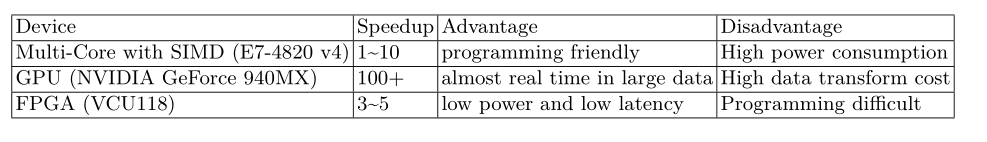 Device Speedup Advantage Disadvantage
Multi-Core with SIMD (E7-4820 v4) 1~10 programming friendly High power consumption
GPU (NVIDIA GeForce 940MX) 100+ almost real time in large data High data transform cost
FPGA (VCU118) 3~5 low power and low latency Programming difficult